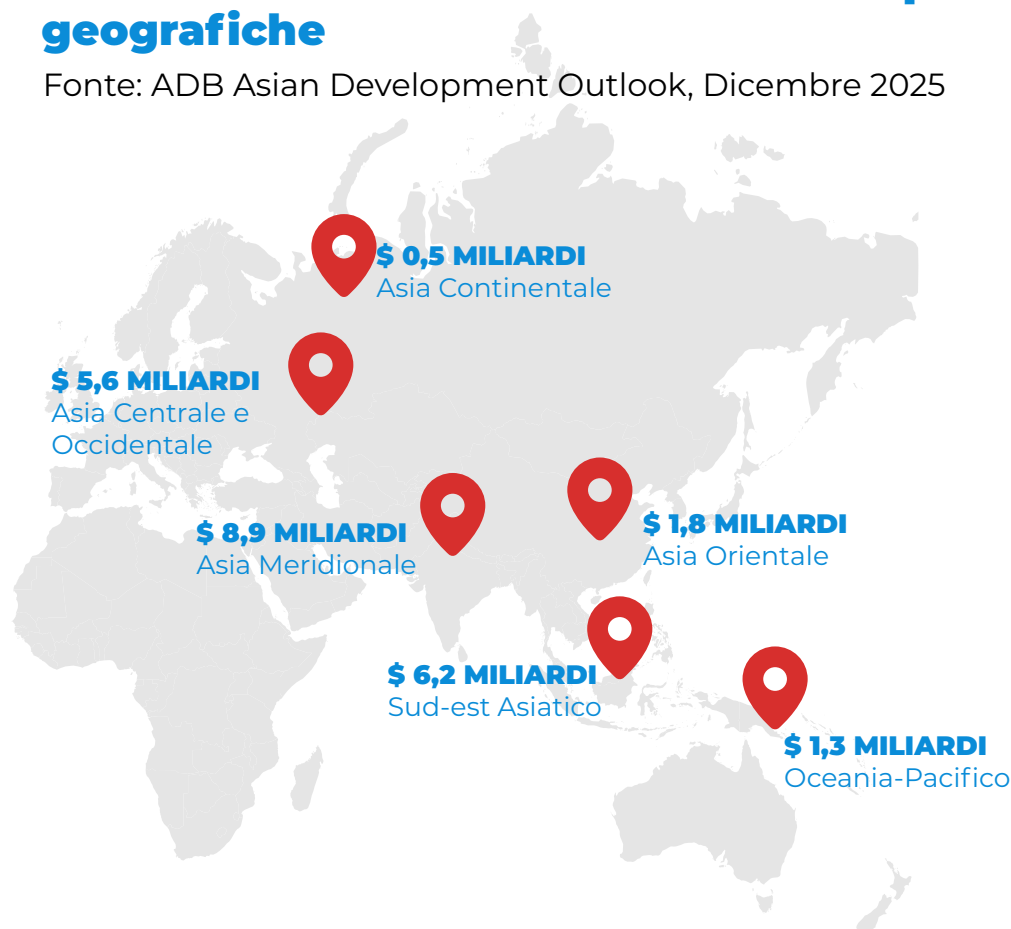 geografiche
Fonte: ADB Asian Development Outlook, Dicembre 2025
$ 0,5 MILIARDI
Asia Continentale
$ 5,6 MILIARDI
Asia Centrale e
Occidentale
$ 8,9 MILIARDI
Asia Meridionale
$ 1,8 MILIARDI
Asia Orientale
$ 6,2 MILIARDI
Sud-est Asiatico
$ 1,3 MILIARDI
Oceania-Pacifico